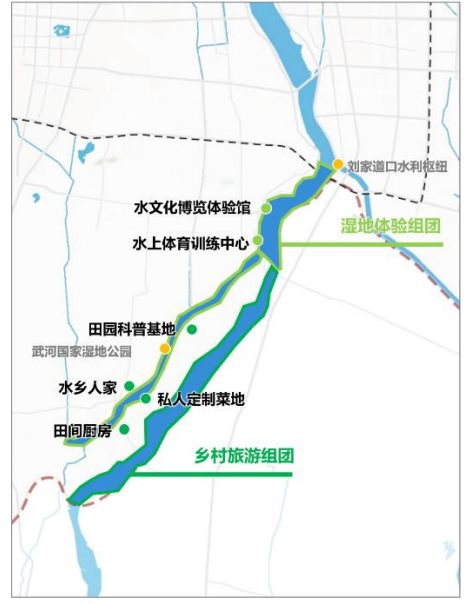 刘家道口水利枢纽
水文化博览体验馆
湿地体验组团
水上体育训练中心
田园科普基地
武河国家湿地公园
水乡人家
私人定制菜地
田间厨房
乡村旅游组团